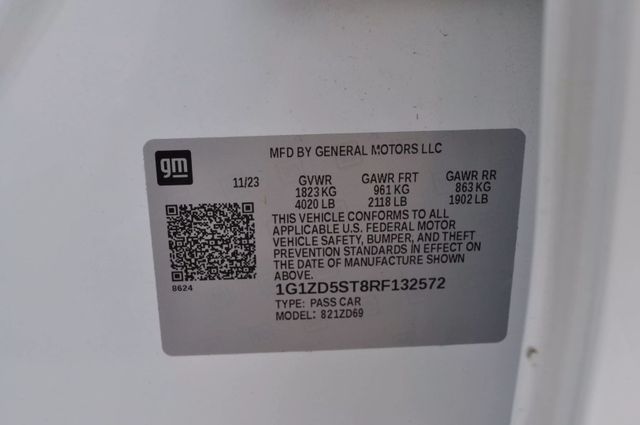 gm
MFD BY GENERAL MOTORS LLC
11/23
GVWR GAWR FRT GAWR RR
1823 KG 961 KG 863 KG
4020 LB 2118 LB 1902 LB
THIS VEHICLE CONFORMS TO ALL
APPLICABLE U.S. FEDERAL MOTOR
VEHICLE SAFETY, BUMPER, AND THEFT
PREVENTION STANDARDS IN EFFECT ON
THE DATE OF MANUFACTURE SHOWN
ABOVE.
8624
1G1ZD5ST8RF132572
TYPE: PASS CAR
MODEL: 821ZD69